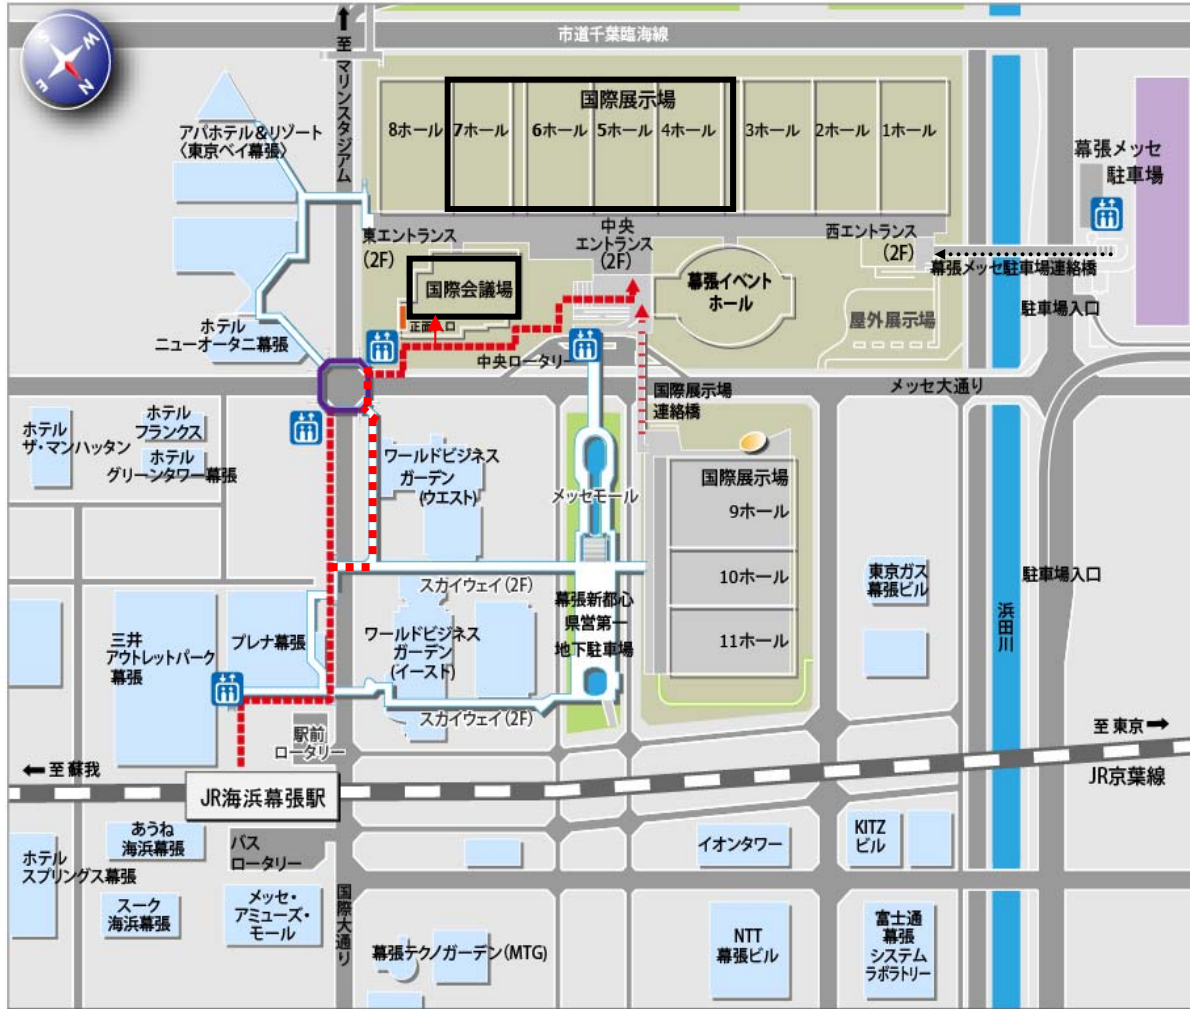 S
W
E
N
至
マリンスタジアム
市道千葉臨海線
アパホテル&リゾート
〈東京ベイ幕張〉
国際展示場
8ホール
7ホール
6ホール
5ホール
4ホール
3ホール
2ホール
1ホール
幕張メッセ
駐車場
東エントランス
(2F)
中央
エントランス
(2F)
西エントランス
(2F)
幕張メッセ駐車場連絡橋
国際会議場
幕張イベント
ホール
屋外展示場
駐車場入口
ホテル
ニューオータニ幕張
中央ロータリー
国際展示場
連絡橋
メッセ大通り
ホテル
ザ・マンハッタン
ホテル
フランクス
ホテル
グリーンタワー幕張
ワールドビジネス
ガーデン
(ウエスト)
メッセモール
国際展示場
9ホール
10ホール
11ホール
スカイウェイ(2F)
東京ガス
幕張ビル
駐車場入口
浜田川
三井
アウトレットパーク
幕張
プレナ幕張
ワールドビジネス
ガーデン
(イースト)
幕張新都心
県営第一
地下駐車場
スカイウェイ(2F)
駅前
ロータリー
至 蘇我
至 東京
JR京葉線
JR海浜幕張駅
あうね
海浜幕張
バス
ロータリー
イオンタワー
KITZ
ビル
ホテル
スプリングス幕張
スーク
海浜幕張
メッセ・
アミューズ・
モール
国際大通り
幕張テクノガーデン(MTG)
NTT
幕張ビル
富士通
幕張
システム
ラボラトリー